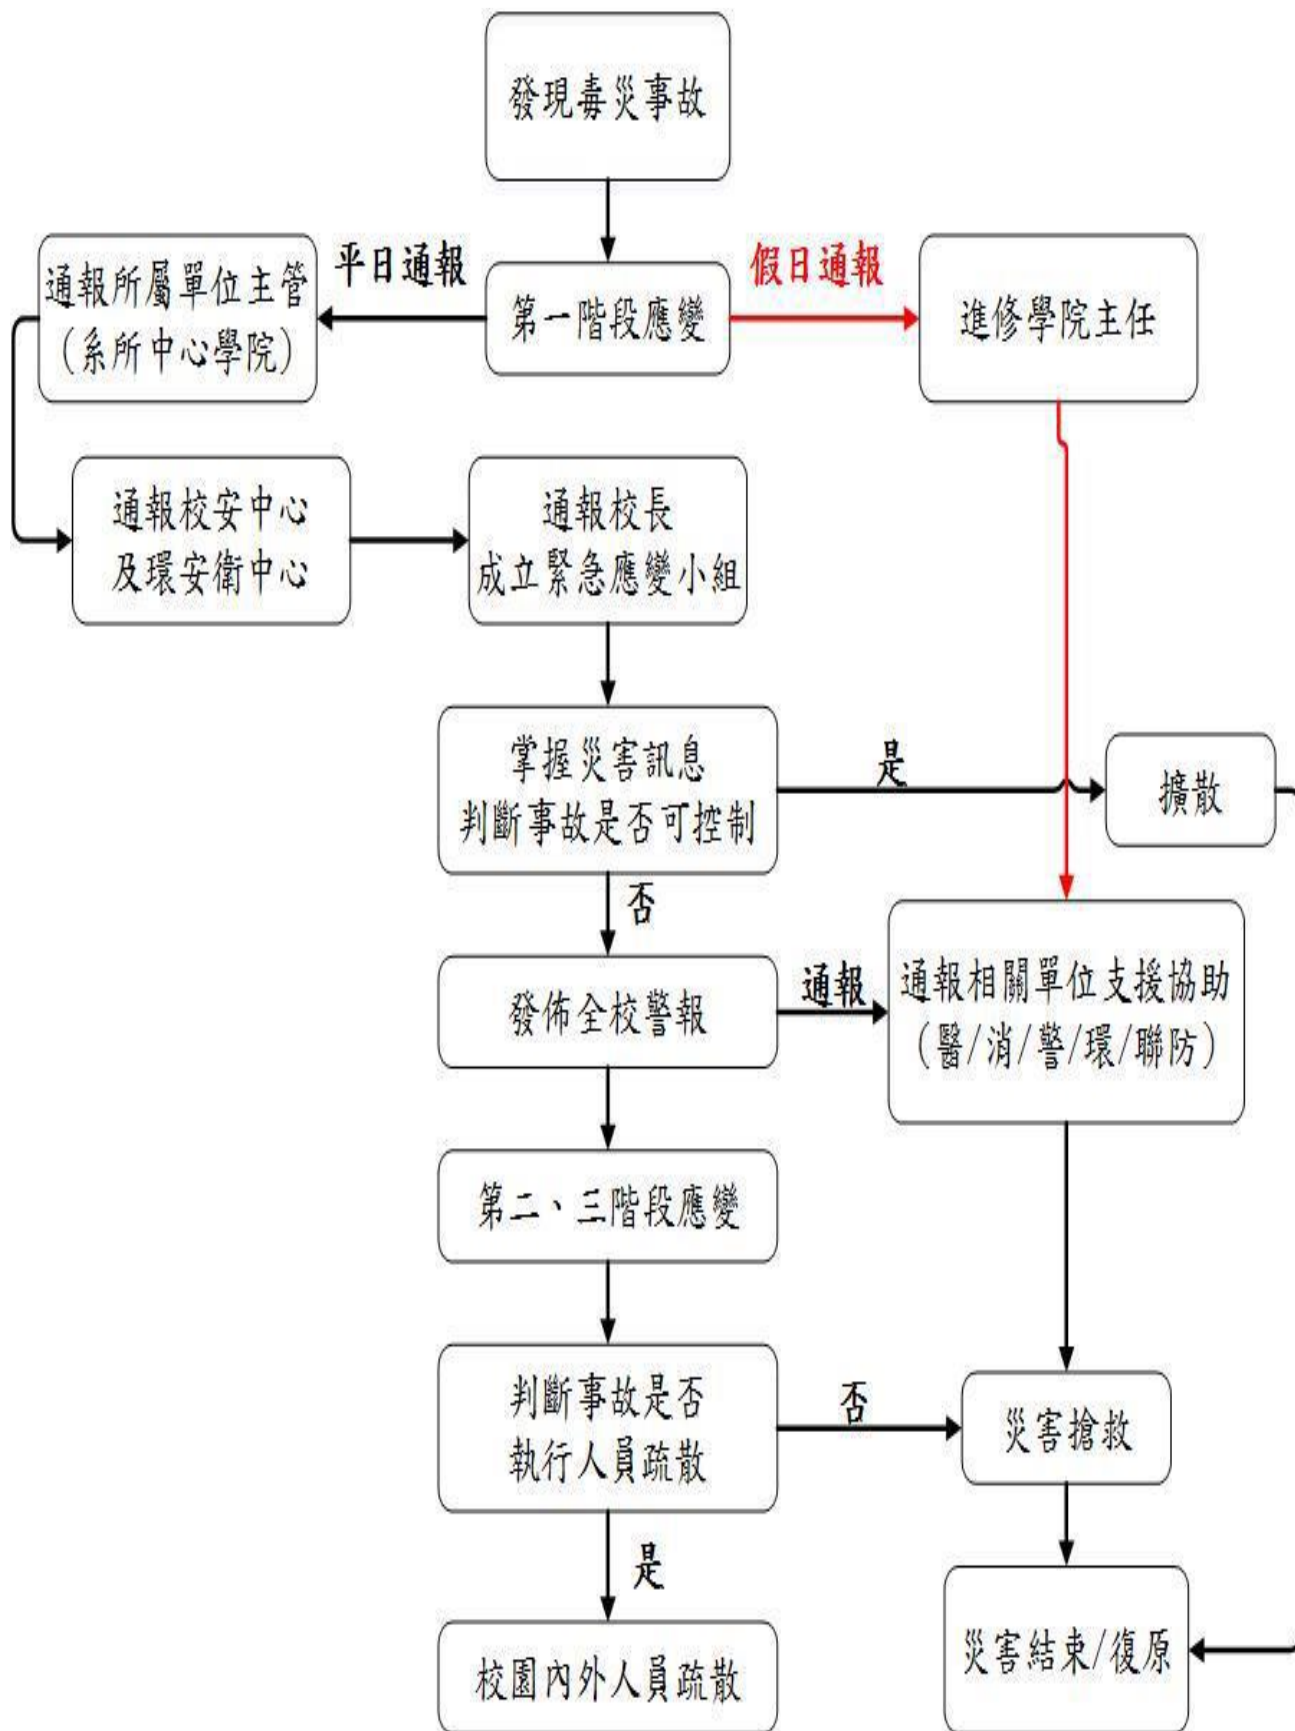 發現毒災事故
平日通報
假日通報
通報所屬單位主管
(系所中心學院)
第一階段應變
進修學院主任
通報校安中心
及環安衛中心
通報校長
成立緊急應變小組
掌握災害訊息
判斷事故是否可控制
是
擴散
否
發佈全校警報
通報
通報相關單位支援協助
(醫/消/警/環/聯防)
第二、三階段應變
判斷事故是否
執行人員疏散
否
災害搶救
是
校園內外人員疏散
災害結束/復原